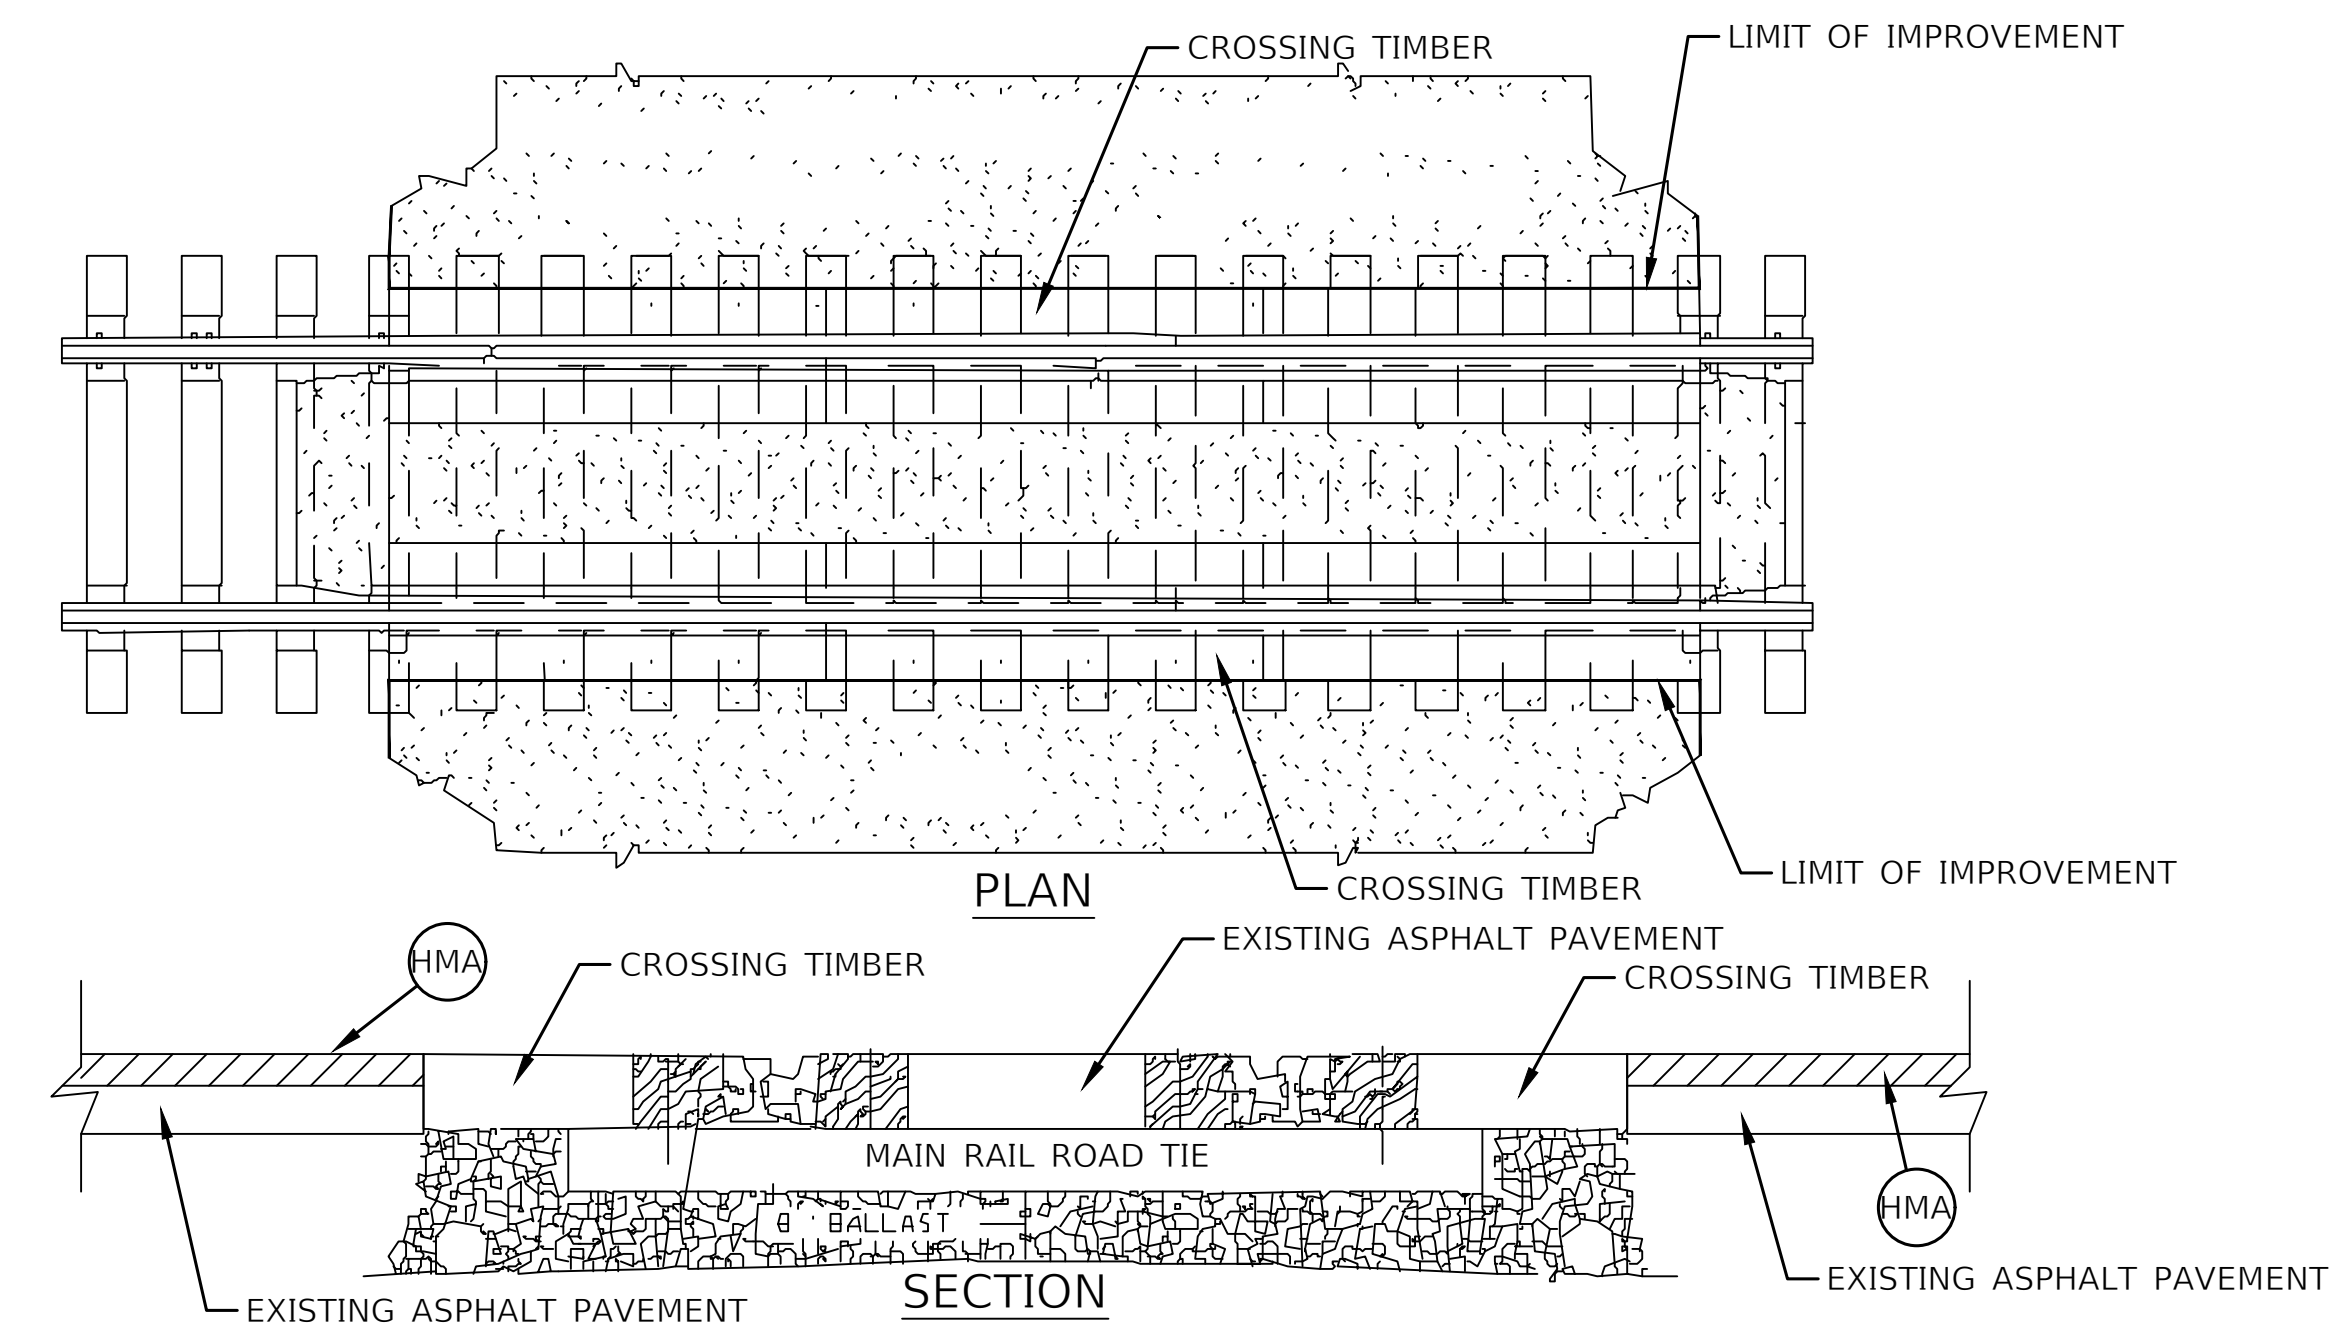 CROSSING TIMBER
LIMIT OF IMPROVEMENT
LIMIT OF IMPROVEMENT
CROSSING TIMBER
PLAN
HMA
CROSSING TIMBER
EXISTING ASPHALT PAVEMENT
CROSSING TIMBER
MAIN RAIL ROAD TIE
8" BALLAST
HMA
EXISTING ASPHALT PAVEMENT
SECTION
EXISTING ASPHALT PAVEMENT